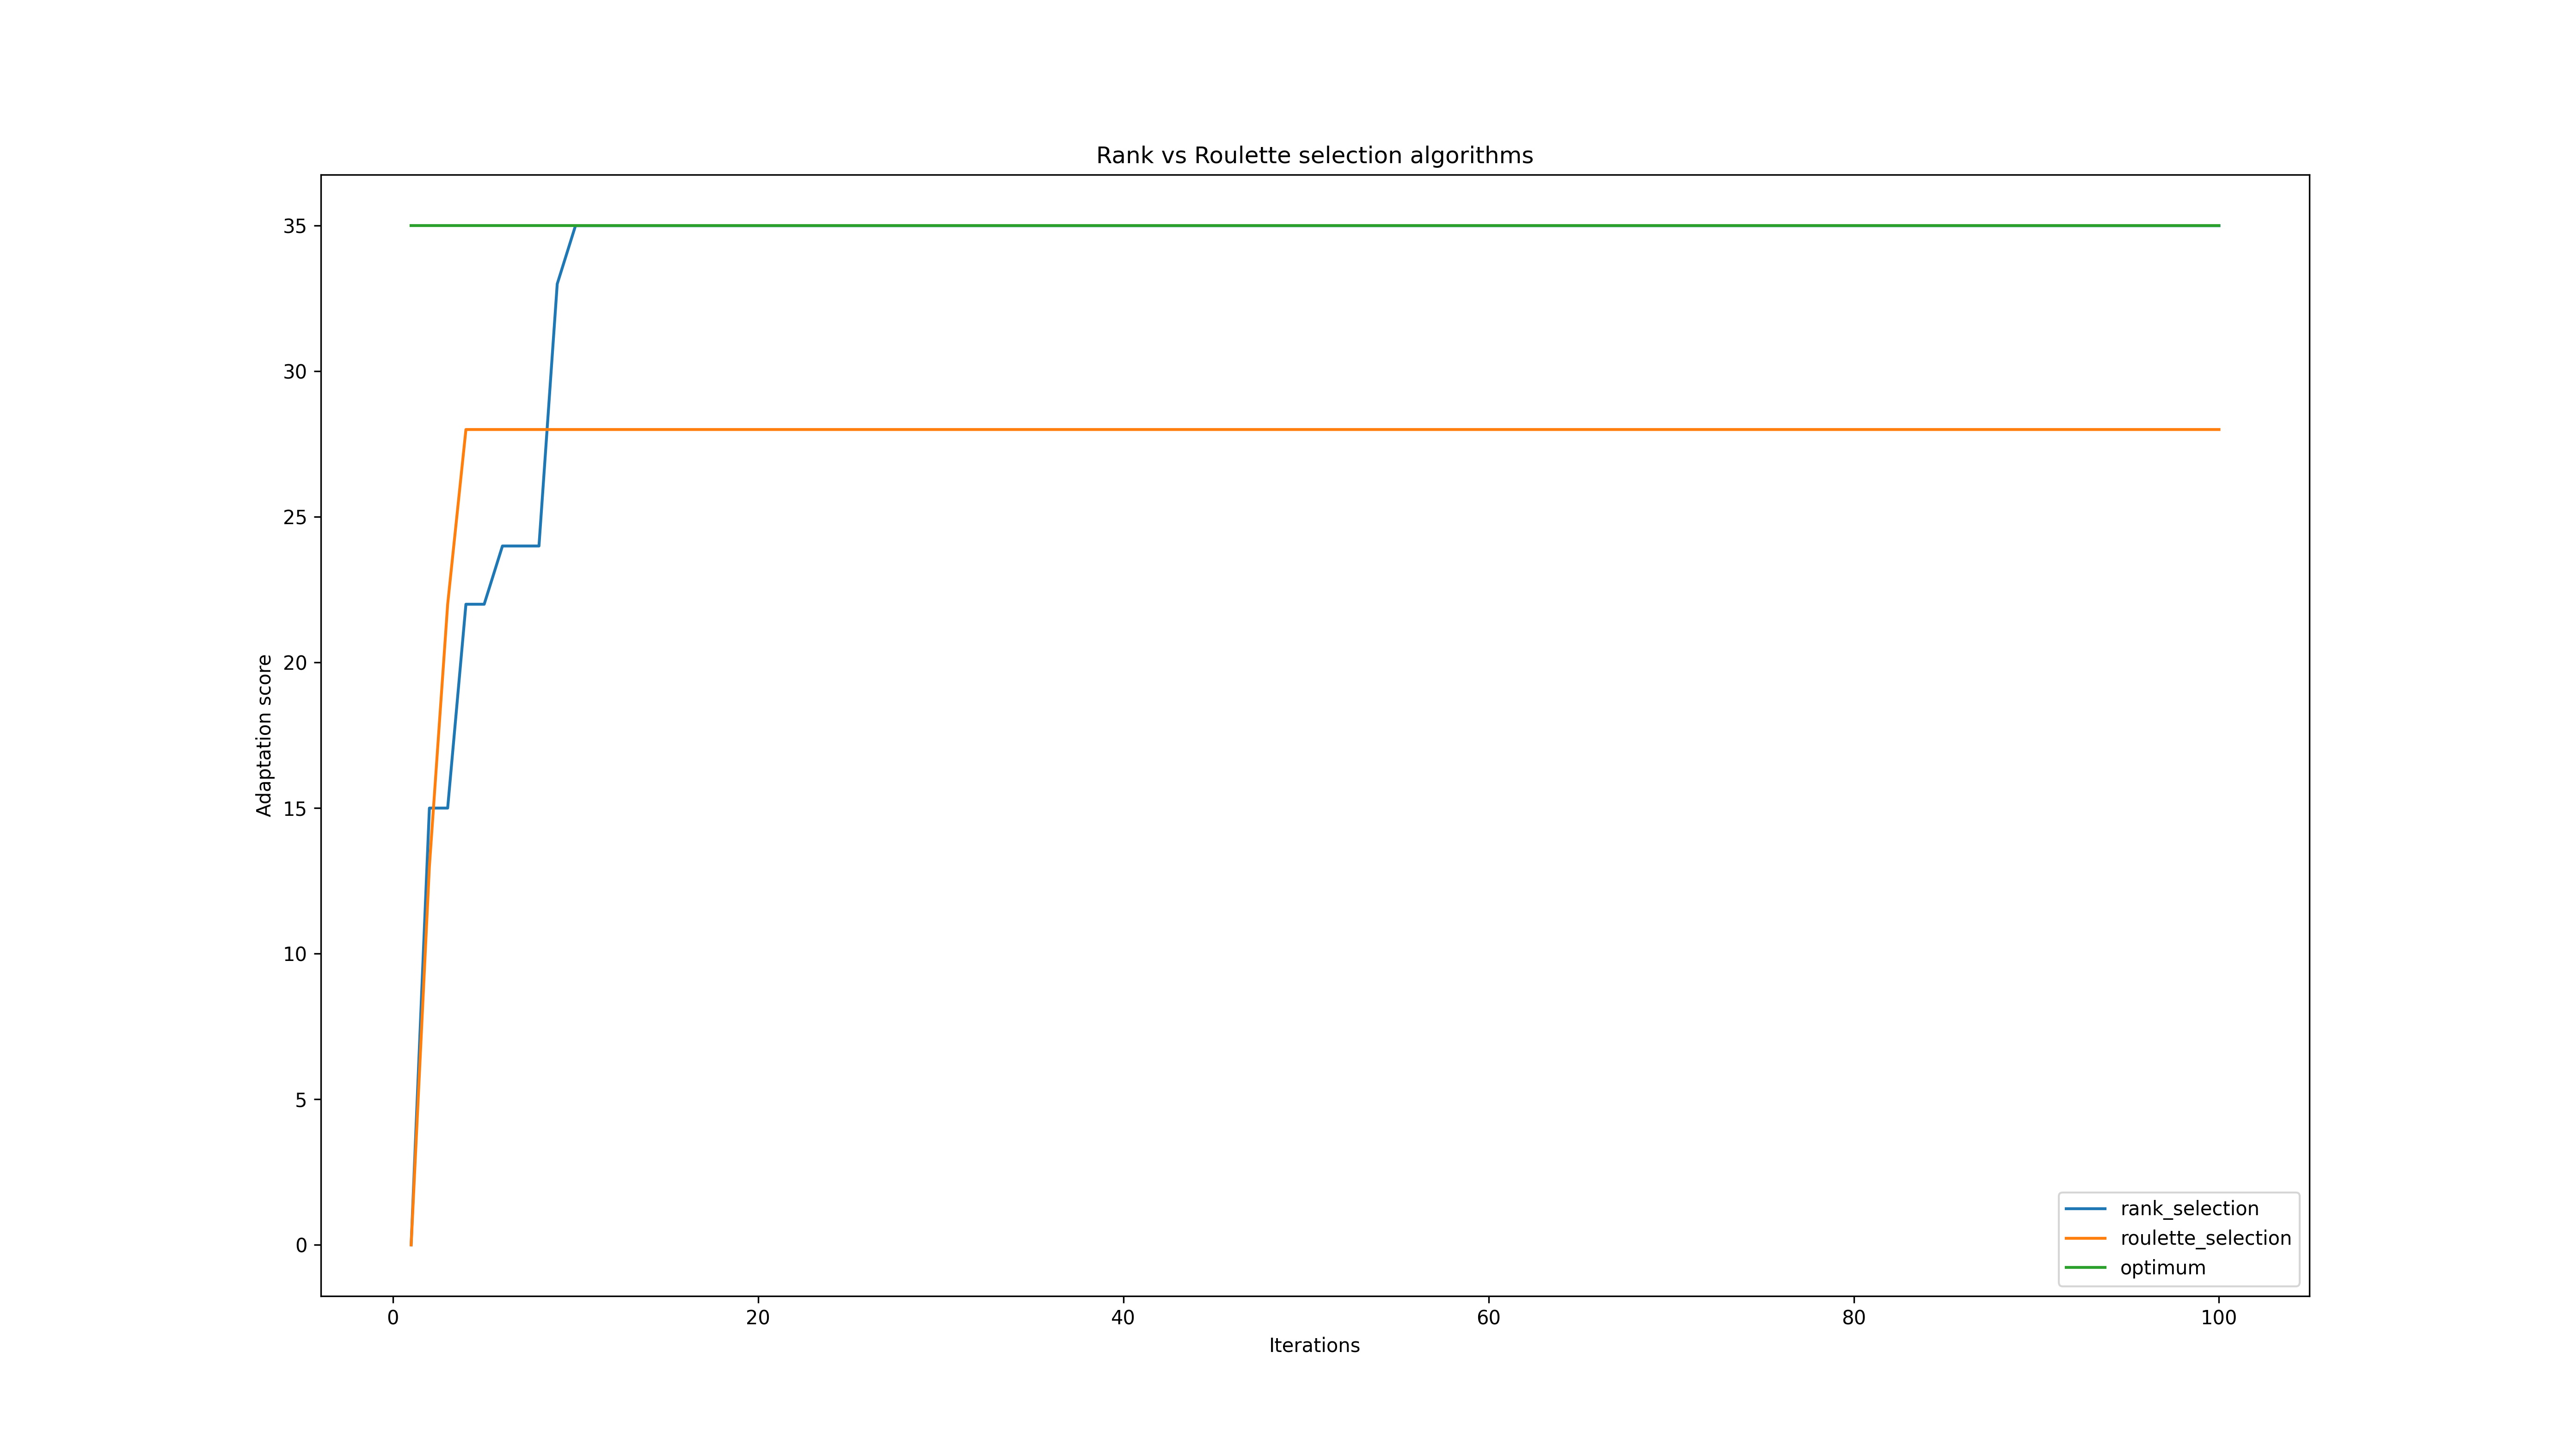 Rank vs Roulette selection algorithms
35
30
25
20
15
10
5
0
Adaptation score
0 20 40 60 80 100
Iterations
rank_selection
roulette_selection
optimum